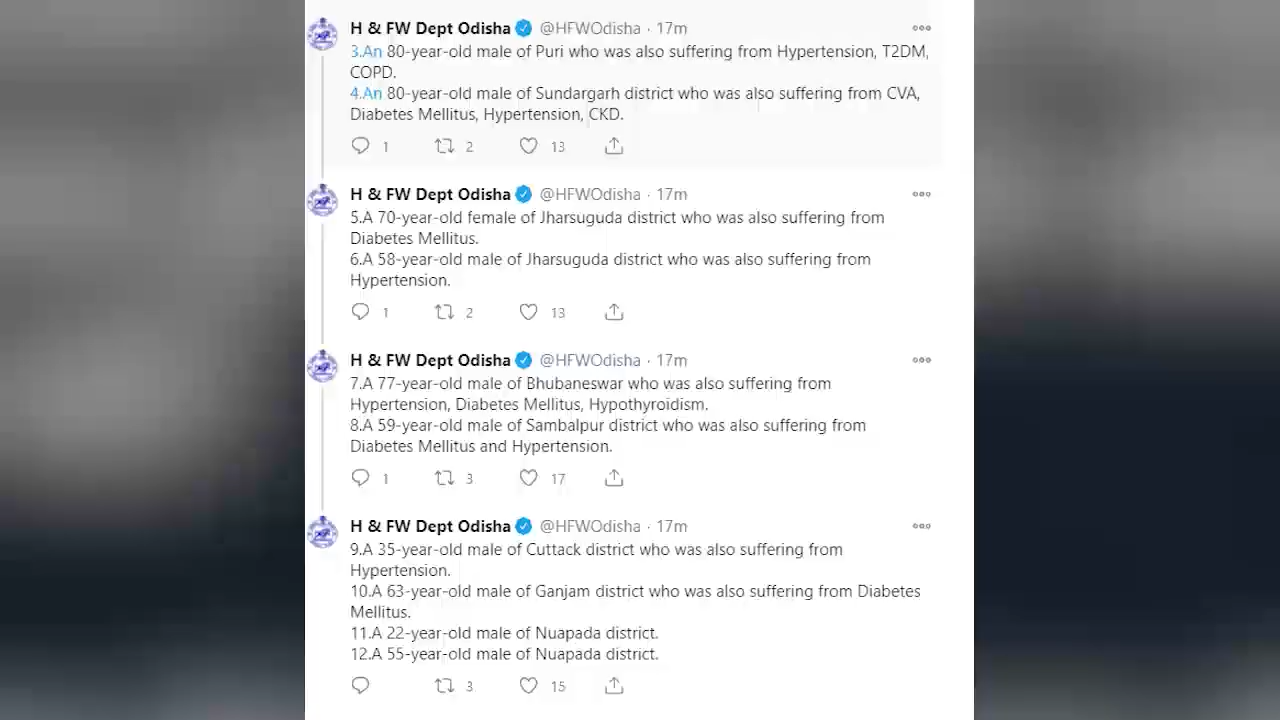 H & FW Dept Odisha @HFWOdisha · 17m
3.An 80-year-old male of Puri who was also suffering from Hypertension, T2DM,
COPD.
4.An 80-year-old male of Sundargarh district who was also suffering from CVA,
Diabetes Mellitus, Hypertension, CKD.
1 2 13
H & FW Dept Odisha @HFWOdisha · 17m
5.A 70-year-old female of Jharsuguda district who was also suffering from
Diabetes Mellitus.
6.A 58-year-old male of Jharsuguda district who was also suffering from
Hypertension.
1 2 13
H & FW Dept Odisha @HFWOdisha · 17m
7.A 77-year-old male of Bhubaneswar who was also suffering from
Hypertension, Diabetes Mellitus, Hypothyroidism.
8.A 59-year-old male of Sambalpur district who was also suffering from
Diabetes Mellitus and Hypertension.
1 3 17
H & FW Dept Odisha @HFWOdisha · 17m
9.A 35-year-old male of Cuttack district who was also suffering from
Hypertension.
10.A 63-year-old male of Ganjam district who was also suffering from Diabetes
Mellitus.
11.A 22-year-old male of Nuapada district.
12.A 55-year-old male of Nuapada district.
3 15